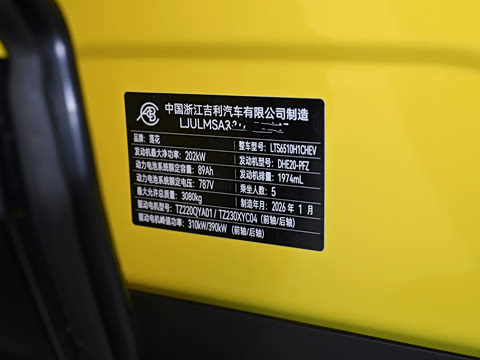 中国浙江吉利汽车有限公司制造
LJULMSA
品牌：莲花 整车型号：LTS6510H1CHEV
发动机最大净功率：202kW 发动机型号：DHE20-PFZ
动力电池系统额定容量：89Ah 发动机排量：1974mL
动力电池系统额定电压：787V 乘坐人数：5
最大允许总质量：3080kg 制造年月：2026 年 1 月
驱动电机型号：TZ220QYA01 / TZ230XYC04 (前轴/后轴)
驱动电机峰值功率：310kW/390kW (前轴/后轴)